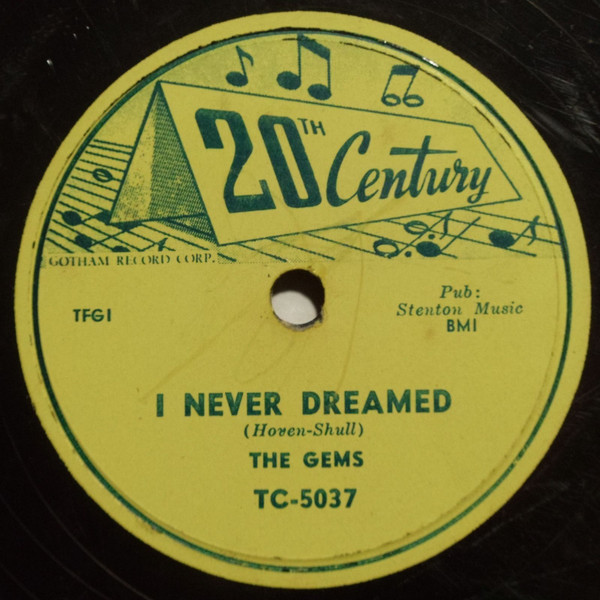 20TH Century
GOTHAM RECORD CORP.
TFG1
Pub:
Stenton Music
BMI
I NEVER DREAMED
(Hoven-Shull)
THE GEMS
TC-5037